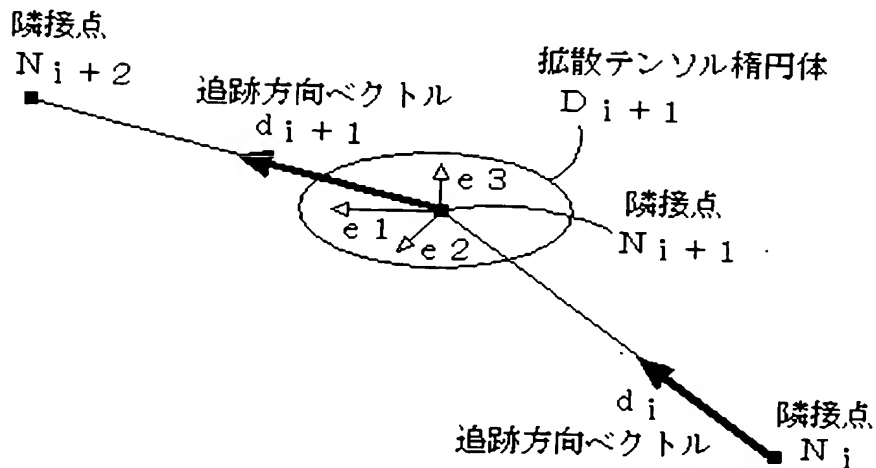 隣接点
N i + 2
追跡方向ベクトル
d i + 1
拡散テンソル楕円体
D i + 1
e 3
e 1
e 2
隣接点
N i + 1
d i
追跡方向ベクトル
隣接点
N i